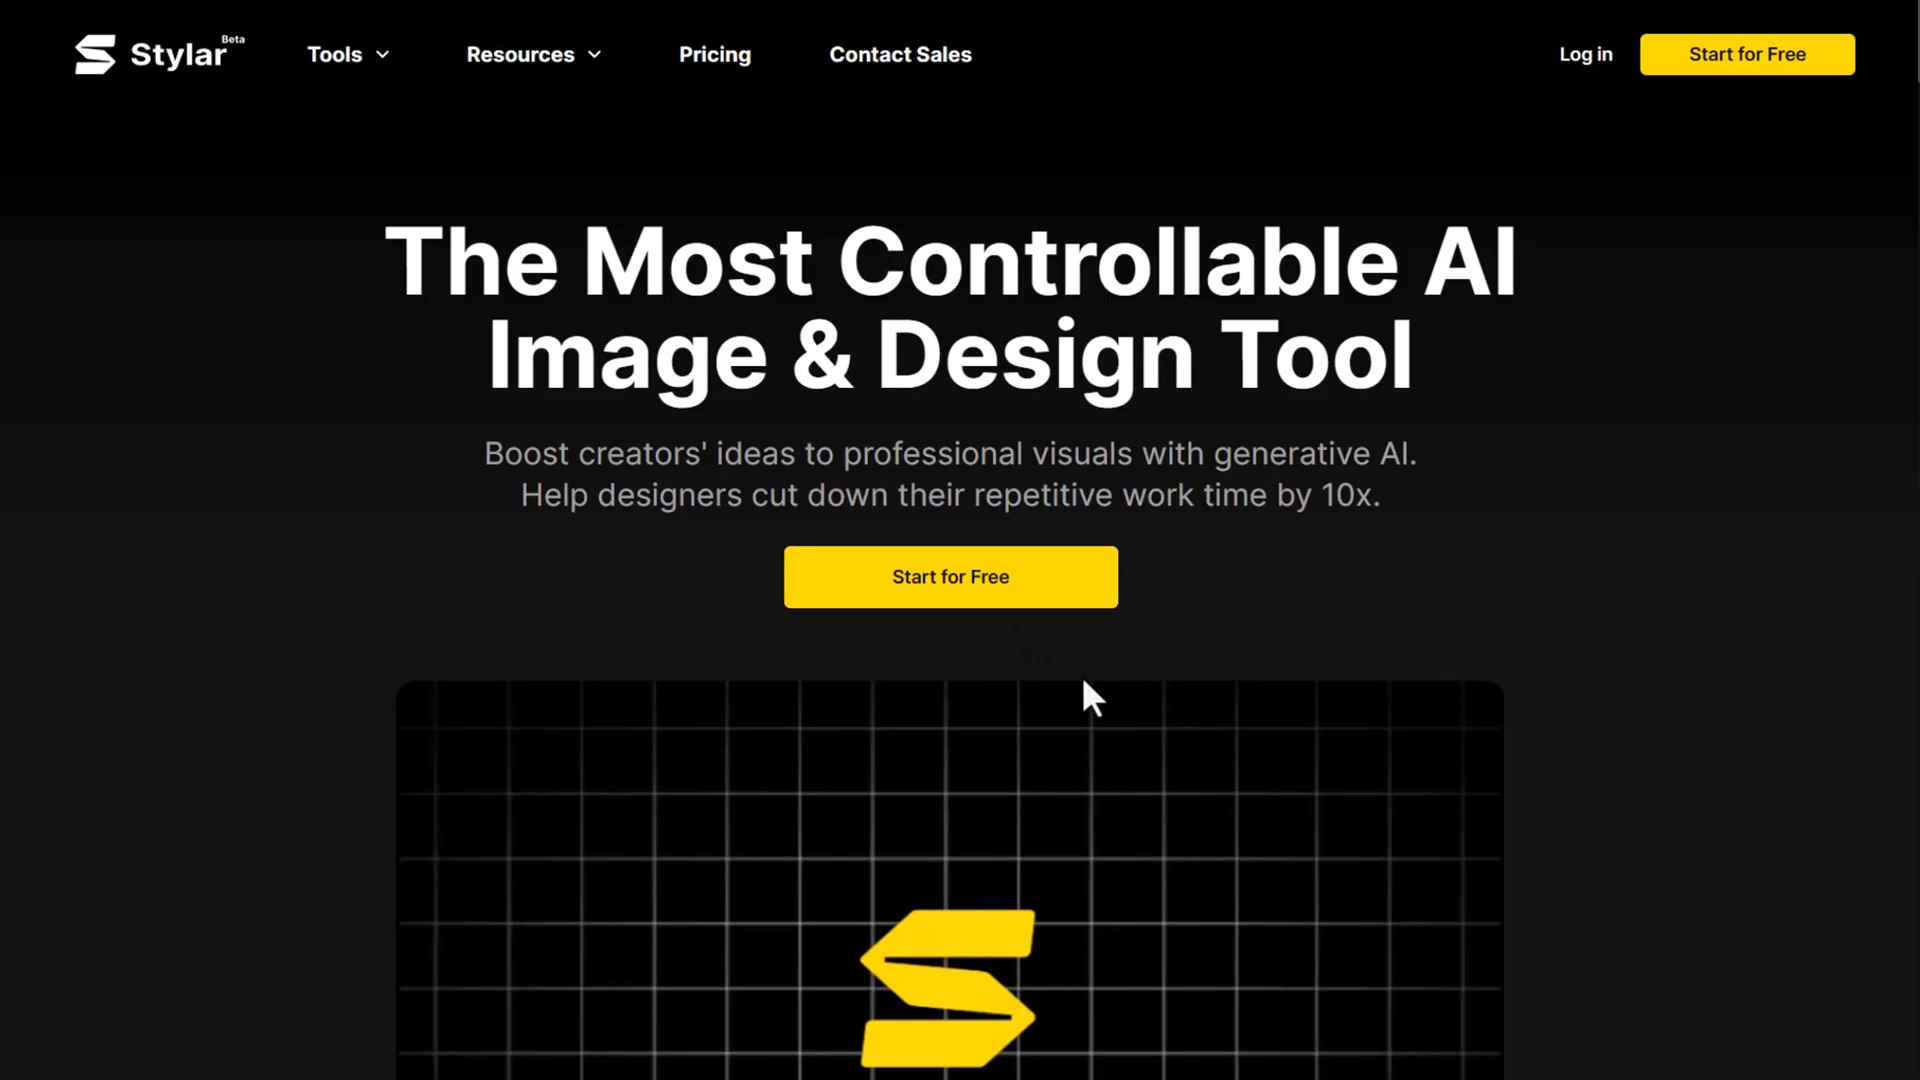 Stylar Beta
Tools
Resources
Pricing
Contact Sales
Log in
Start for Free
The Most Controllable AI
Image & Design Tool
Boost creators' ideas to professional visuals with generative AI.
Help designers cut down their repetitive work time by 10x.
Start for Free